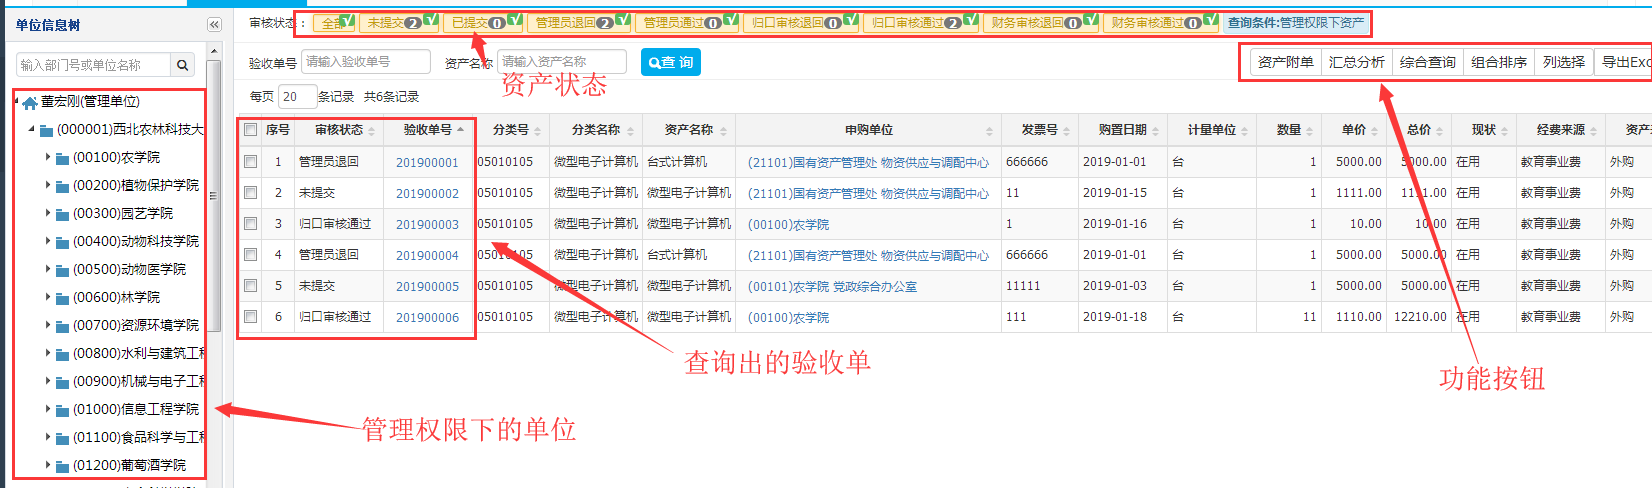 单位信息树
审核状态：
全部
未提交 2
已提交 0
管理员退回 2
管理员通过 0
归口审核退回 0
归口审核通过 2
财务审核退回 0
财务审核通过 0
查询条件:管理权限下资产
输入部门号或单位名称
验收单号 请输入验收单号
资产名称 请输入资产名称
查 询
资产附单 汇总分析 综合查询 组合排序 列选择 导出Exc
资产状态
每页 20 条记录 共6条记录
董宏刚(管理单位)
(000001)西北农林科技大
(00100)农学院
(00200)植物保护学院
(00300)园艺学院
(00400)动物科技学院
(00500)动物医学院
(00600)林学院
(00700)资源环境学院
(00800)水利与建筑工程
(00900)机械与电子工程
(01000)信息工程学院
(01100)食品科学与工程
(01200)葡萄酒学院
序号 审核状态 验收单号 分类号 分类名称 资产名称 申购单位 发票号 购置日期 计量单位 数量 单价 总价 现状 经费来源
1 管理员退回 201900001 05010105 微型电子计算机 台式计算机 (21101)国有资产管理处 物资供应与调配中心 666666 2019-01-01 台 1 5000.00 5000.00 在用 教育事业费 外购
2 未提交 201900002 05010105 微型电子计算机 微型电子计算机 (21101)国有资产管理处 物资供应与调配中心 11 2019-01-15 台 1 1111.00 1111.00 在用 教育事业费 外购
3 归口审核通过 201900003 05010105 微型电子计算机 微型电子计算机 (00100)农学院 1 2019-01-16 台 1 10.00 10.00 在用 教育事业费 外购
4 管理员退回 201900004 05010105 微型电子计算机 台式计算机 (21101)国有资产管理处 物资供应与调配中心 666666 2019-01-01 台 1 5000.00 5000.00 在用 教育事业费 外购
5 未提交 201900005 05010105 微型电子计算机 微型电子计算机 (00101)农学院 党政综合办公室 11111 2019-01-03 台 1 5000.00 5000.00 在用 教育事业费 外购
6 归口审核通过 201900006 05010105 微型电子计算机 微型电子计算机 (00100)农学院 111 2019-01-18 台 11 1110.00 12210.00 在用 教育事业费 外购
查询出的验收单
功能按钮
管理权限下的单位